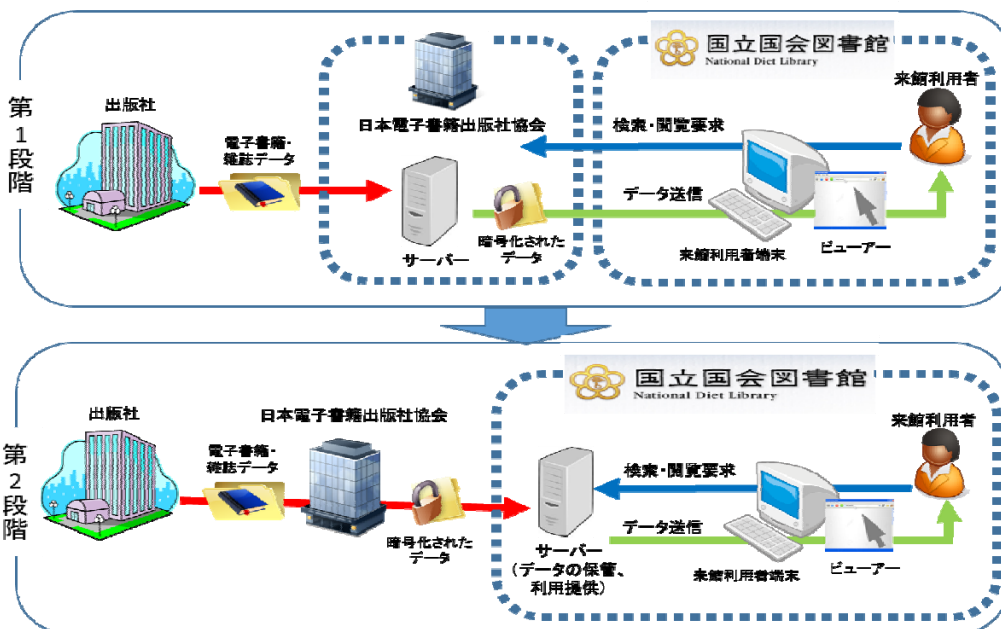 第1段階
国立国会図書館
National Diet Library
出版社
電子書籍・
雑誌データ
日本電子書籍出版社協会
サーバー
暗号化された
データ
検索・閲覧要求
データ送信
来館利用者
来館利用者端末
ビューアー
第2段階
国立国会図書館
National Diet Library
出版社
電子書籍・
雑誌データ
日本電子書籍出版社協会
暗号化された
データ
サーバー
(データの保管、
利用提供)
検索・閲覧要求
データ送信
来館利用者
来館利用者端末
ビューアー